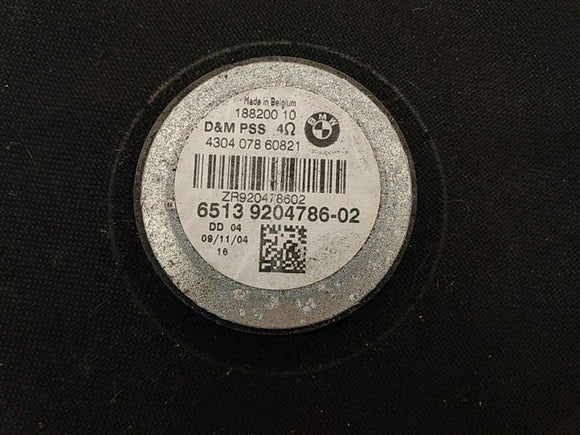 Made in Belgium
188200 10
D&M PSS 4Ω
BMW
4304 078 60821
ZR920478602
6513 9204786-02
DD 04
09/11/04
16